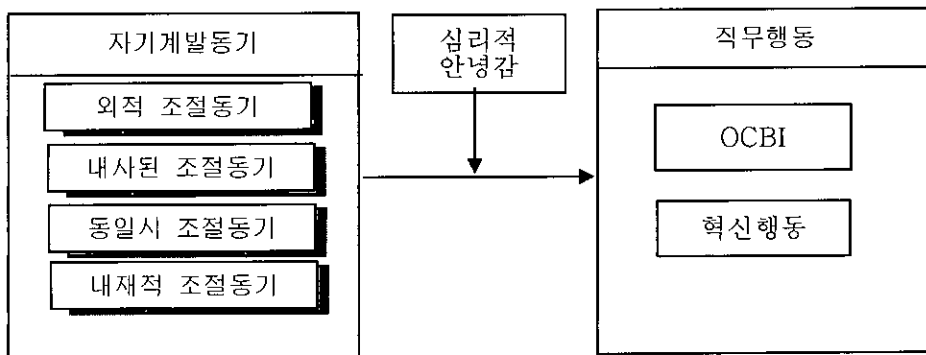 자기계발동기
심리적
안녕감
직무행동
외적 조절동기
내사된 조절동기
동일시 조절동기
내재적 조절동기
OCBI
혁신행동